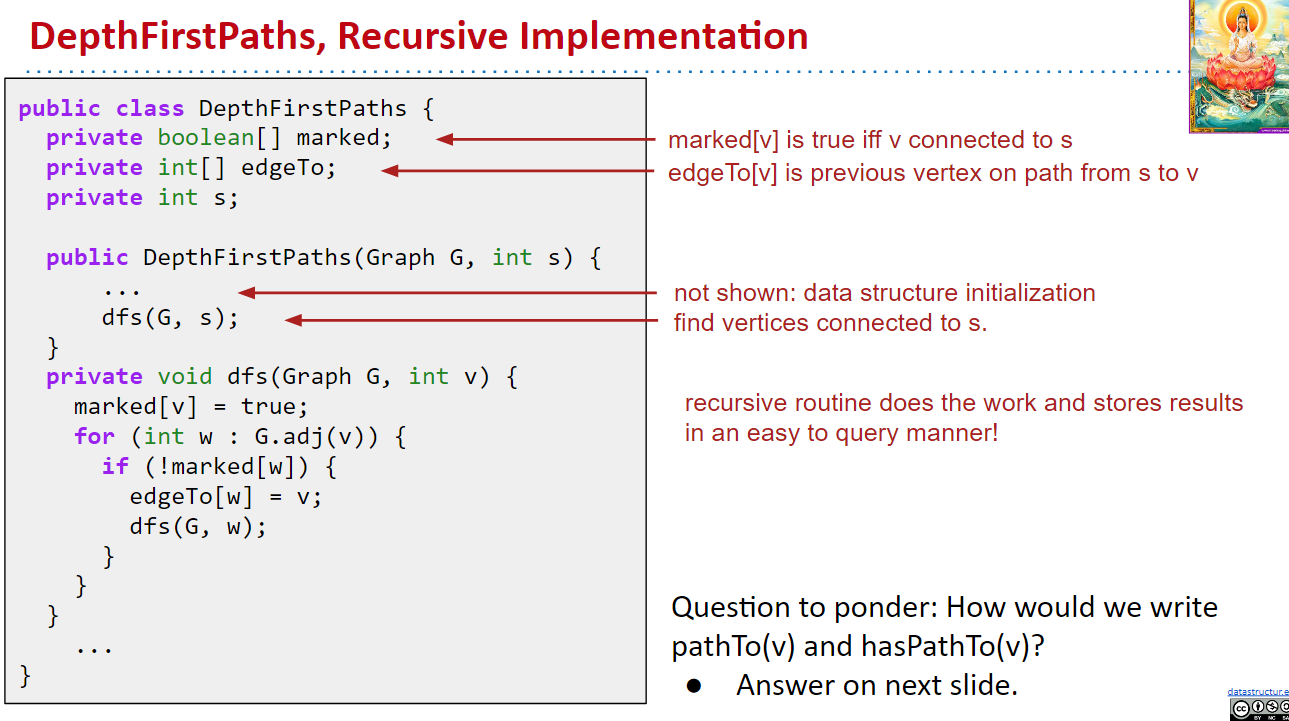 DepthFirstPaths, Recursive Implementation
public class DepthFirstPaths {
private boolean[] marked;
private int[] edgeTo;
private int s;
public DepthFirstPaths(Graph G, int s) {
...
dfs(G, s);
}
private void dfs(Graph G, int v) {
marked[v] = true;
for (int w : G.adj(v)) {
if (!marked[w]) {
edgeTo[w] = v;
dfs(G, w);
}
}
}
...
}
marked[v] is true iff v connected to s
edgeTo[v] is previous vertex on path from s to v
not shown: data structure initialization
find vertices connected to s.
recursive routine does the work and stores results
in an easy to query manner!
Question to ponder: How would we write
pathTo(v) and hasPathTo(v)?
● Answer on next slide.
datastructur.e
cc
BY NC SA